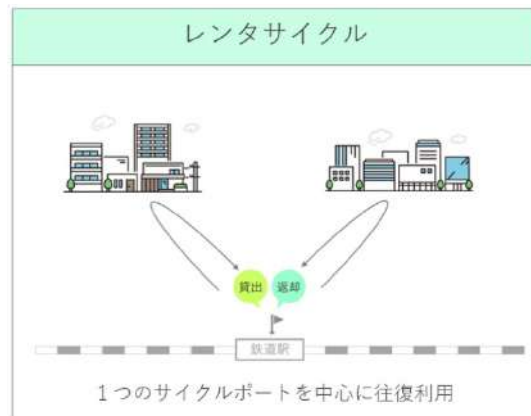 レンタサイクル
貸出
返却
鉄道駅
1つのサイクルポートを中心に往復利用